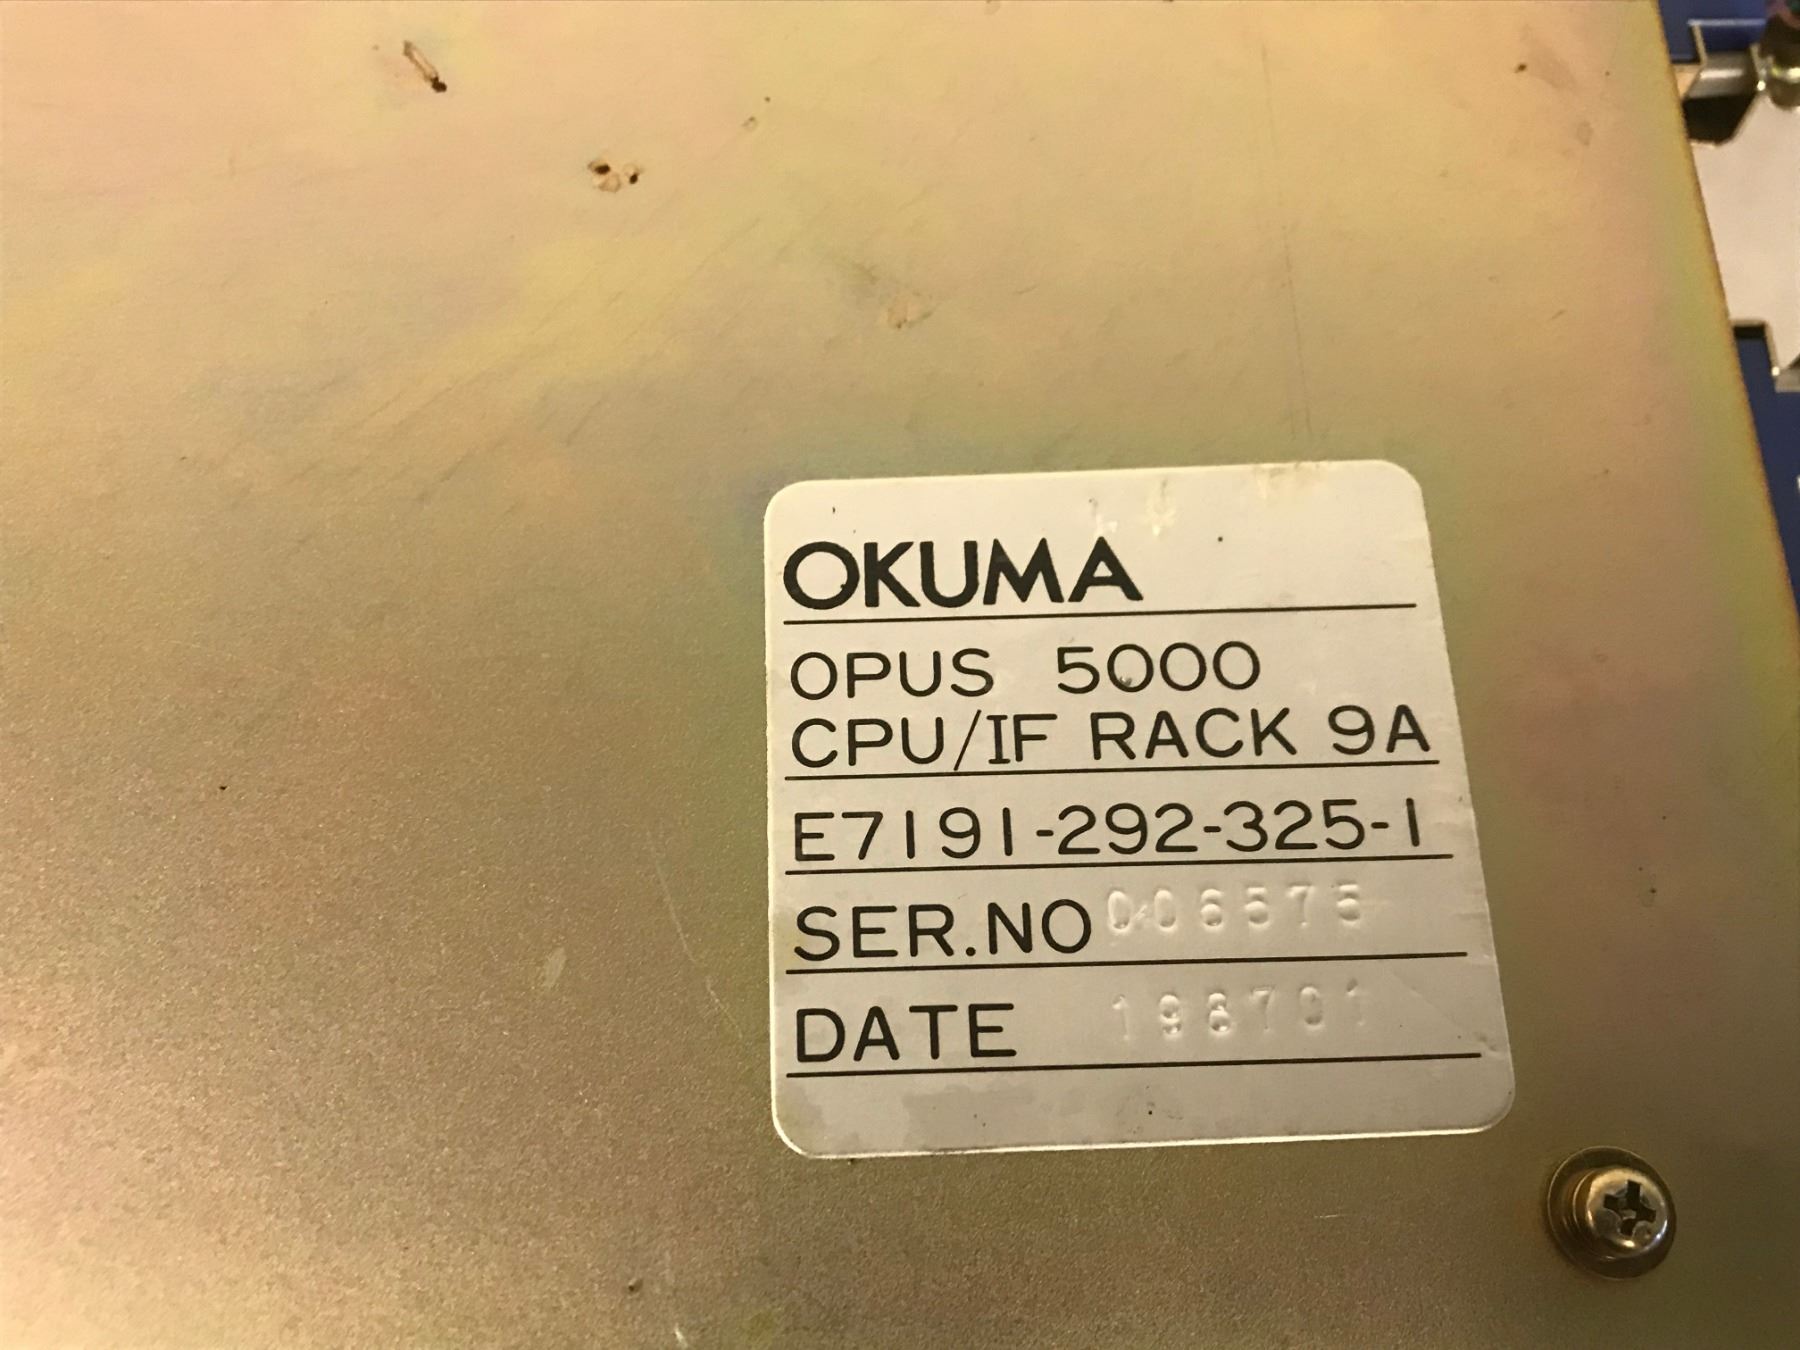 OKUMA
OPUS 5000
CPU/IF RACK 9A
E7191-292-325-1
SER.NO 006575
DATE 198701